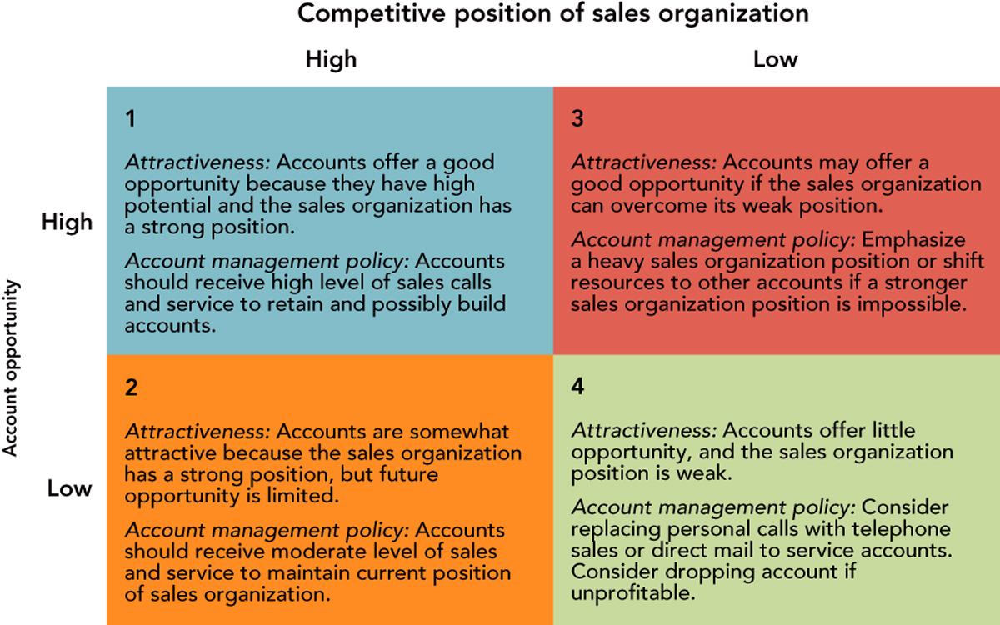 Competitive position of sales organization
High
Low
Account opportunity
High
1
Attractiveness: Accounts offer a good
opportunity because they have high
potential and the sales organization has
a strong position.
Account management policy: Accounts
should receive high level of sales calls
and service to retain and possibly build
accounts.
3
Attractiveness: Accounts may offer a
good opportunity if the sales organization
can overcome its weak position.
Account management policy: Emphasize
a heavy sales organization position or shift
resources to other accounts if a stronger
sales organization position is impossible.
Low
2
Attractiveness: Accounts are somewhat
attractive because the sales organization
has a strong position, but future
opportunity is limited.
Account management policy: Accounts
should receive moderate level of sales
and service to maintain current position
of sales organization.
4
Attractiveness: Accounts offer little
opportunity, and the sales organization
position is weak.
Account management policy: Consider
replacing personal calls with telephone
sales or direct mail to service accounts.
Consider dropping account if
unprofitable.